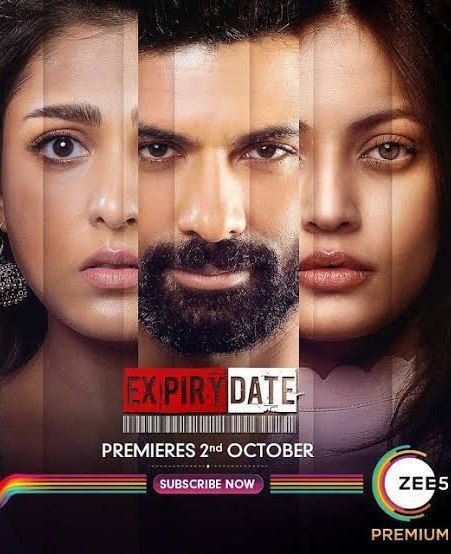 EXPIRY DATE
PREMIERES 2nd OCTOBER
SUBSCRIBE NOW
ZEE5
PREMIUM